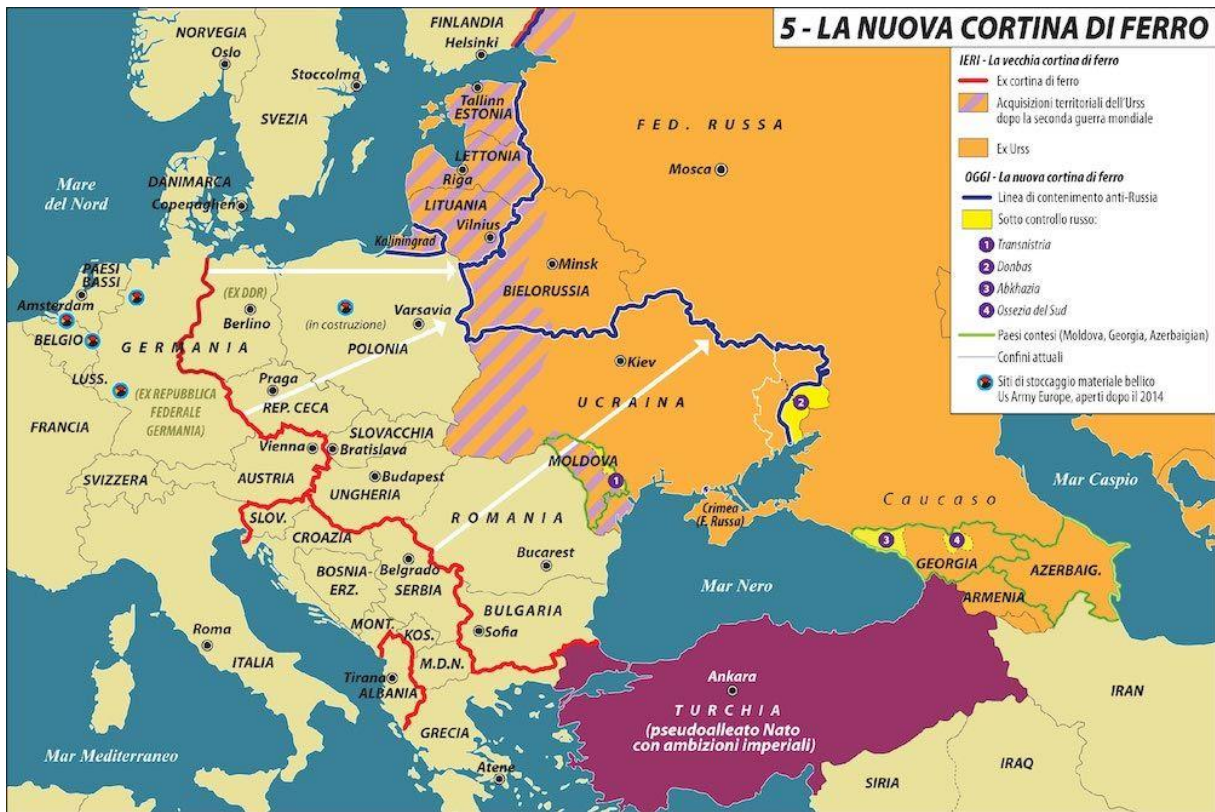 5 - LA NUOVA CORTINA DI FERRO
IERI - La vecchia cortina di ferro
Ex cortina di ferro
Acquisizioni territoriali dell'Urss
dopo la seconda guerra mondiale
Ex Urss
OGGI - La nuova cortina di ferro
Linea di contenimento anti-Russia
Sotto controllo russo:
1 Transnistria
2 Donbas
3 Abkhazia
4 Ossezia del Sud
Paesi contesi (Moldova, Georgia, Azerbaigian)
Confini attuali
Siti di stoccaggio materiale bellico
Us Army Europe, aperti dopo il 2014
NORVEGIA
Oslo
Stoccolma
SVEZIA
FINLANDIA
Helsinki
Tallinn
ESTONIA
LETTONIA
Riga
LITUANIA
Vilnius
Kaliningrad
FED. RUSSA
Mosca
Mare
del Nord
DANIMARCA
Copenaghen
PAESI
BASSI
Amsterdam
BELGIO
LUSS.
GERMANIA
(EX DDR)
Berlino
(EX REPUBBLICA
FEDERALE
GERMANIA)
(in costruzione)
Varsavia
POLONIA
Minsk
BIELORUSSIA
Kiev
UCRAINA
2
Praga
REP. CECA
SLOVACCHIA
Vienna
Bratislava
AUSTRIA
Budapest
UNGHERIA
FRANCIA
SVIZZERA
SLOV.
CROAZIA
BOSNIA-
ERZ.
Belgrado
SERBIA
MONT.
KOS.
M.D.N.
Tirana
ALBANIA
ROMANIA
Bucarest
BULGARIA
Sofia
MOLDOVA
1
Crimea
(F. Russa)
Caucaso
Mar Caspio
3
4
GEORGIA
AZERBAIG.
ARMENIA
Mar Nero
Roma
ITALIA
GRECIA
Atene
Mar Mediterraneo
Ankara
TURCHIA
(pseudoalleato Nato
con ambizioni imperiali)
SIRIA
IRAQ
IRAN